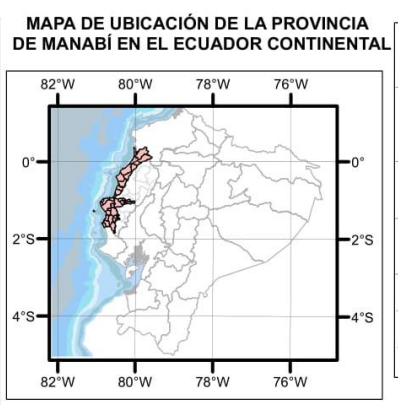 MAPA DE UBICACIÓN DE LA PROVINCIA
DE MANABÍ EN EL ECUADOR CONTINENTAL
82°W 80°W 78°W 76°W
0° 0°
2°S 2°S
4°S 4°S
82°W 80°W 78°W 76°W